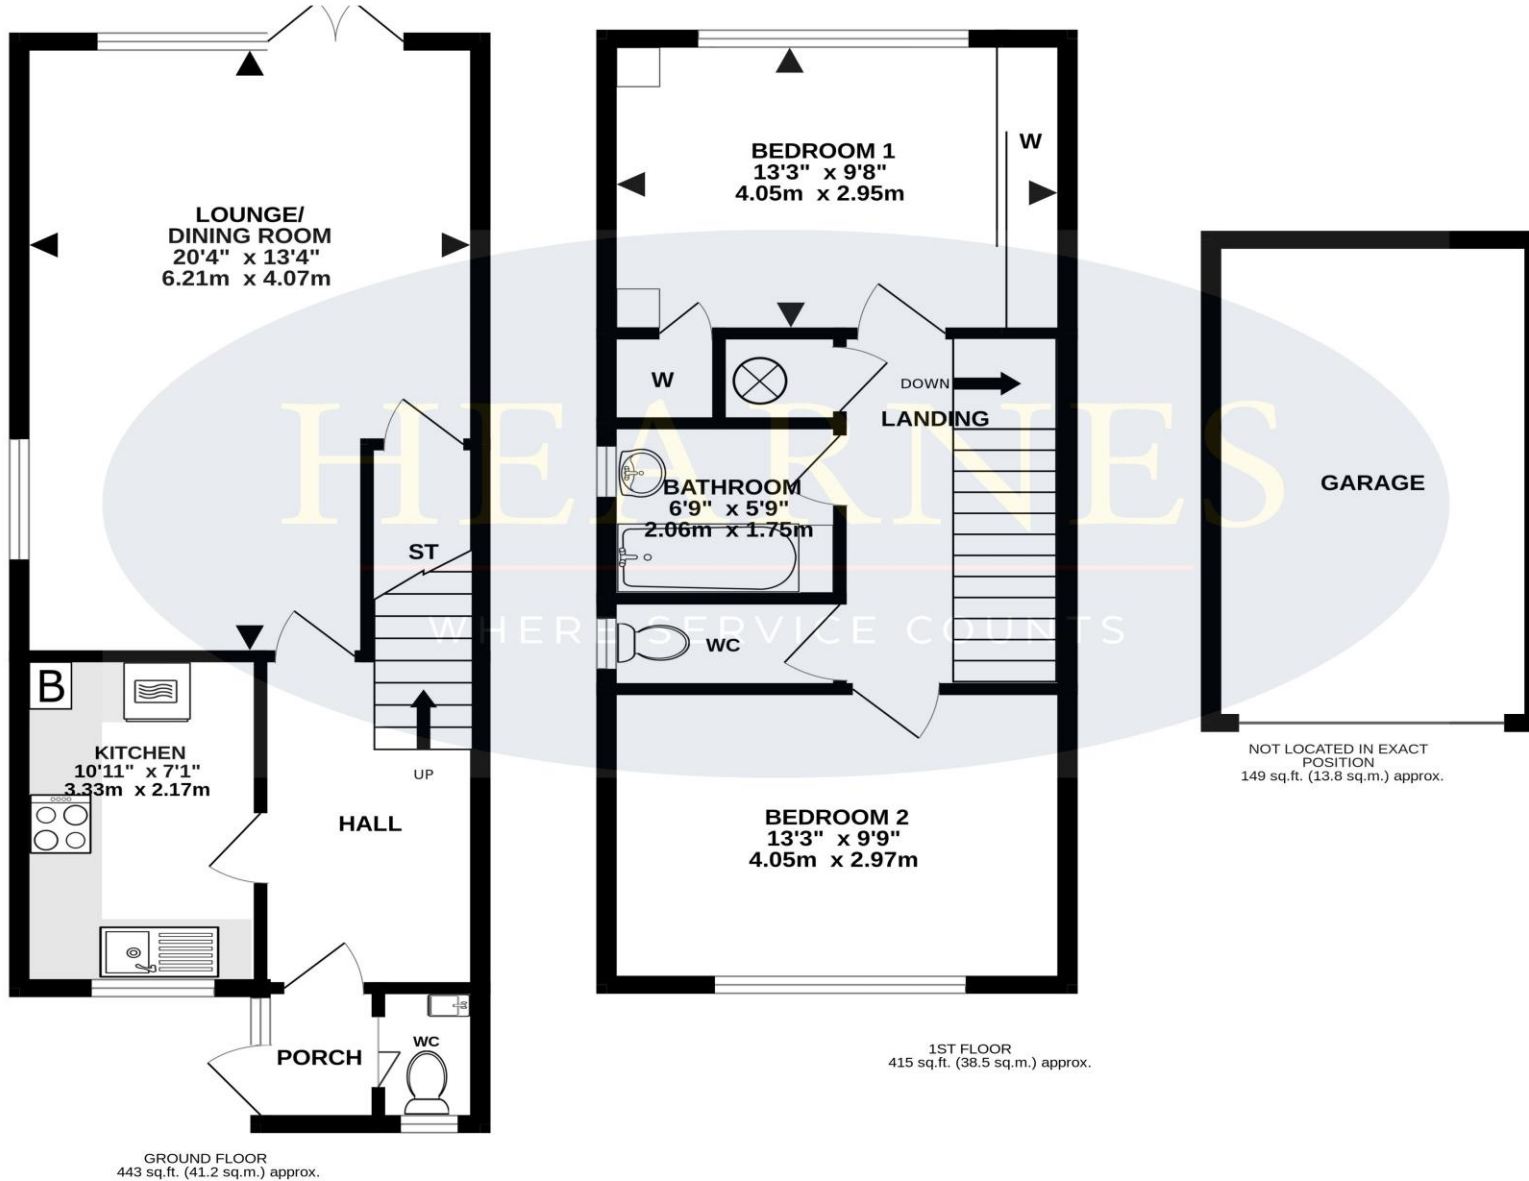 LOUNGE/
DINING ROOM
20'4" x 13'4"
6.21m x 4.07m
ST
B
KITCHEN
10'11" x 7'1"
3.33m x 2.17m
UP
HALL
PORCH
WC
GROUND FLOOR
443 sq.ft. (41.2 sq.m.) approx.
BEDROOM 1
13'3" x 9'8"
4.05m x 2.95m
W
W
DOWN
LANDING
BATHROOM
6'9" x 5'9"
2.06m x 1.75m
WC
BEDROOM 2
13'3" x 9'9"
4.05m x 2.97m
1ST FLOOR
415 sq.ft. (38.5 sq.m.) approx.
GARAGE
NOT LOCATED IN EXACT
POSITION
149 sq.ft. (13.8 sq.m.) approx.
HEARNES
WHERE SERVICE COUNTS